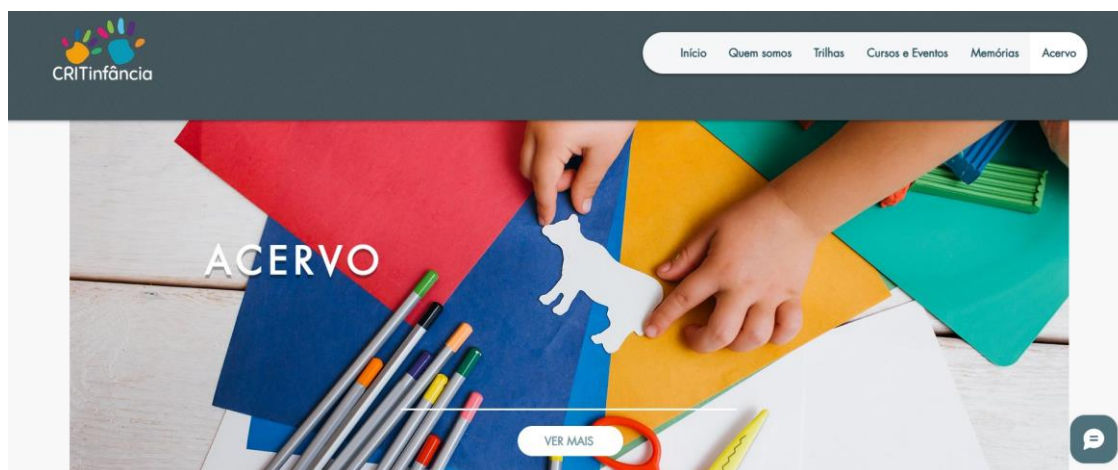 CRITinfância
Início Quem somos Trilhas Cursos e Eventos Memórias Acervo
ACERVO
VER MAIS